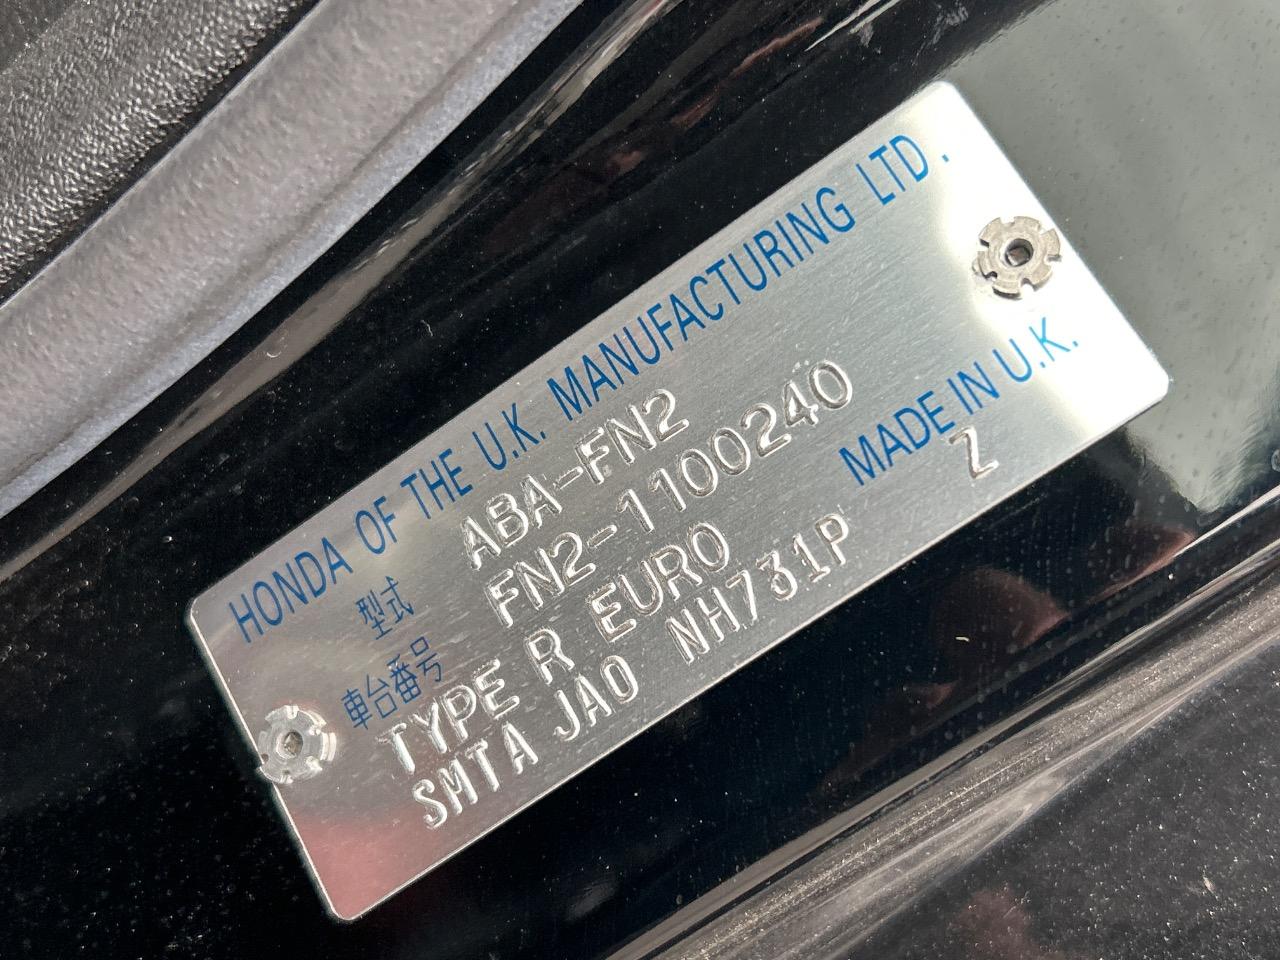 HONDA OF THE U.K. MANUFACTURING LTD.
型式 ABA-FN2
車台番号 FN2-1100240
TYPE R EURO
MADE IN U.K.
SMTA JA0 NH731P Z